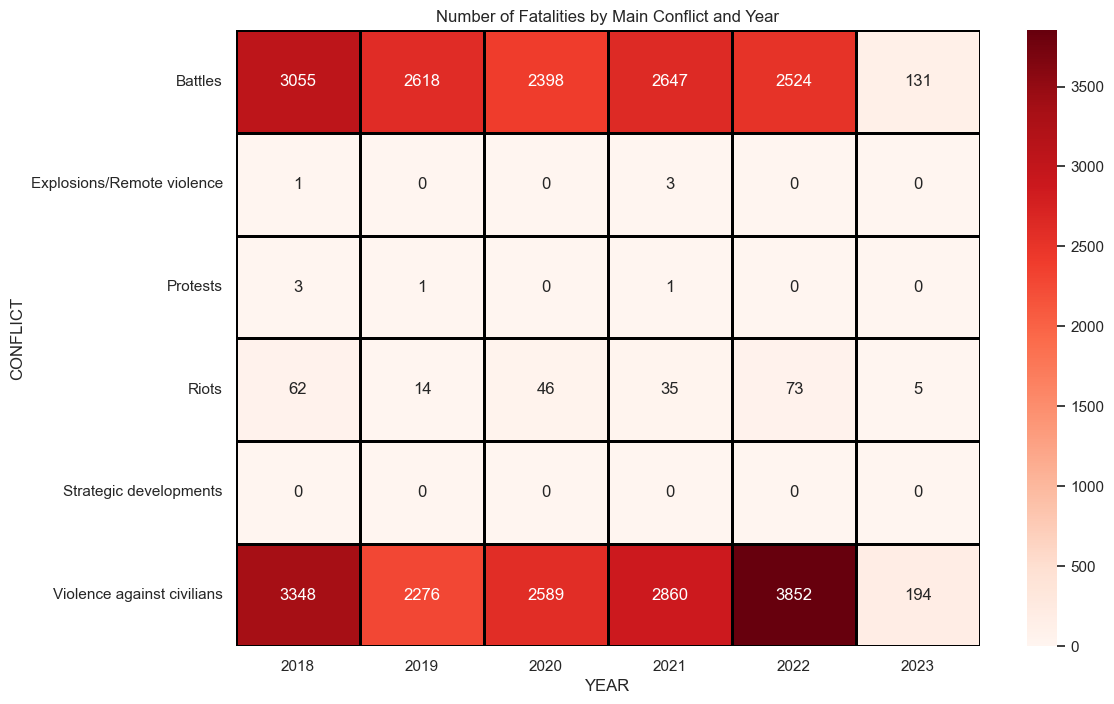 Number of Fatalities by Main Conflict and Year
CONFLICT
Battles 3055 2618 2398 2647 2524 131
Explosions/Remote violence 1 0 0 3 0 0
Protests 3 1 0 1 0 0
Riots 62 14 46 35 73 5
Strategic developments 0 0 0 0 0 0
Violence against civilians 3348 2276 2589 2860 3852 194
2018 2019 2020 2021 2022 2023
YEAR
3500
3000
2500
2000
1500
1000
500
0